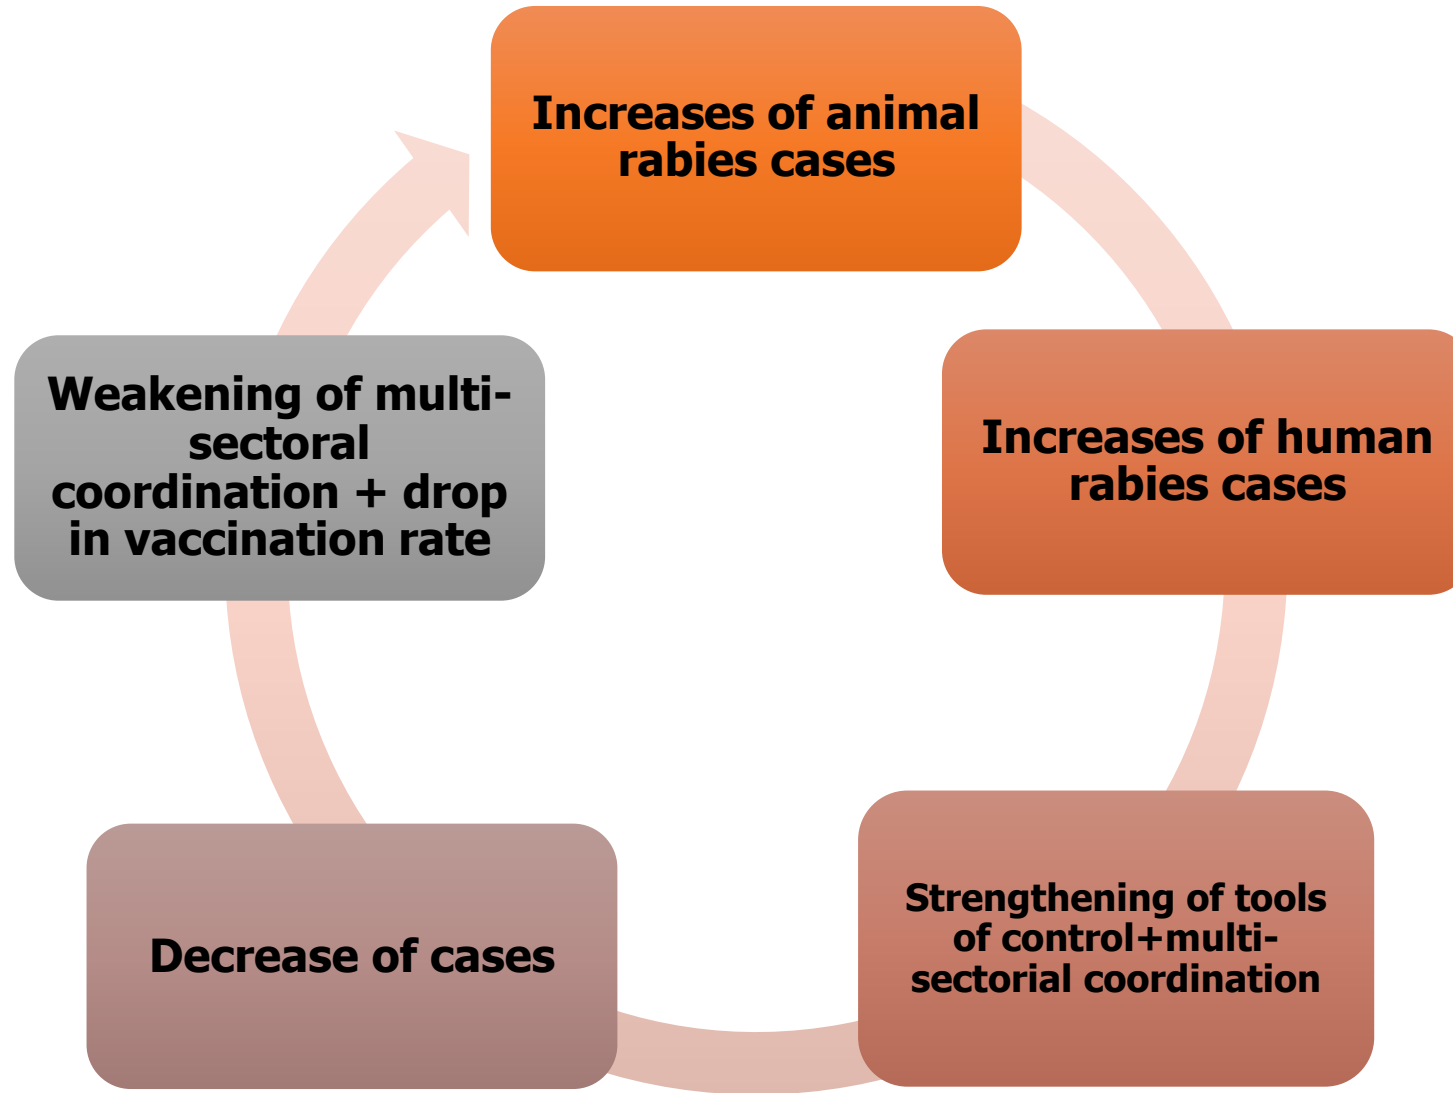 Increases of animal
rabies cases
Increases of human
rabies cases
Strengthening of tools
of control+multi-
sectorial coordination
Decrease of cases
Weakening of multi-
sectoral
coordination + drop
in vaccination rate